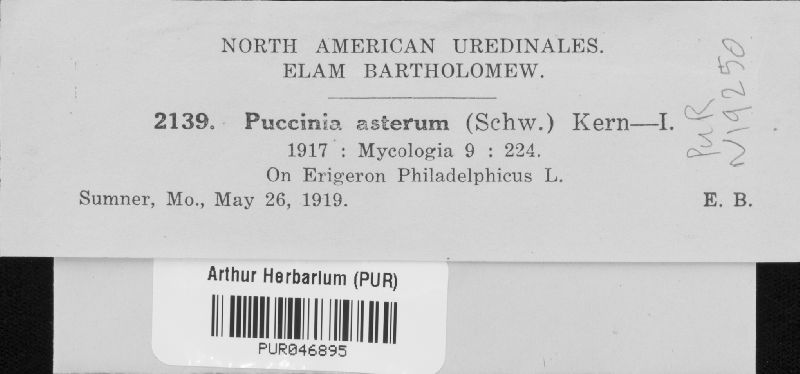 NORTH AMERICAN UREDINALES.
ELAM BARTHOLOMEW.
2139. Puccinia asterum (Schw.) Kern—I.
1917 : Mycologia 9 : 224.
On Erigeron Philadelphicus L.
Sumner, Mo., May 26, 1919. E. B.
PUR
N19250
Arthur Herbarium (PUR)
PUR046895